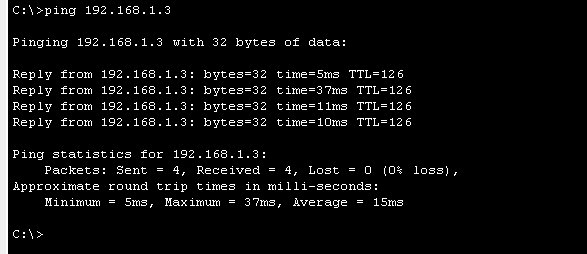 C:\>ping 192.168.1.3
Pinging 192.168.1.3 with 32 bytes of data:
Reply from 192.168.1.3: bytes=32 time=5ms TTL=126
Reply from 192.168.1.3: bytes=32 time=37ms TTL=126
Reply from 192.168.1.3: bytes=32 time=11ms TTL=126
Reply from 192.168.1.3: bytes=32 time=10ms TTL=126
Ping statistics for 192.168.1.3:
    Packets: Sent = 4, Received = 4, Lost = 0 (0% loss),
Approximate round trip times in milli-seconds:
    Minimum = 5ms, Maximum = 37ms, Average = 15ms
C:\>